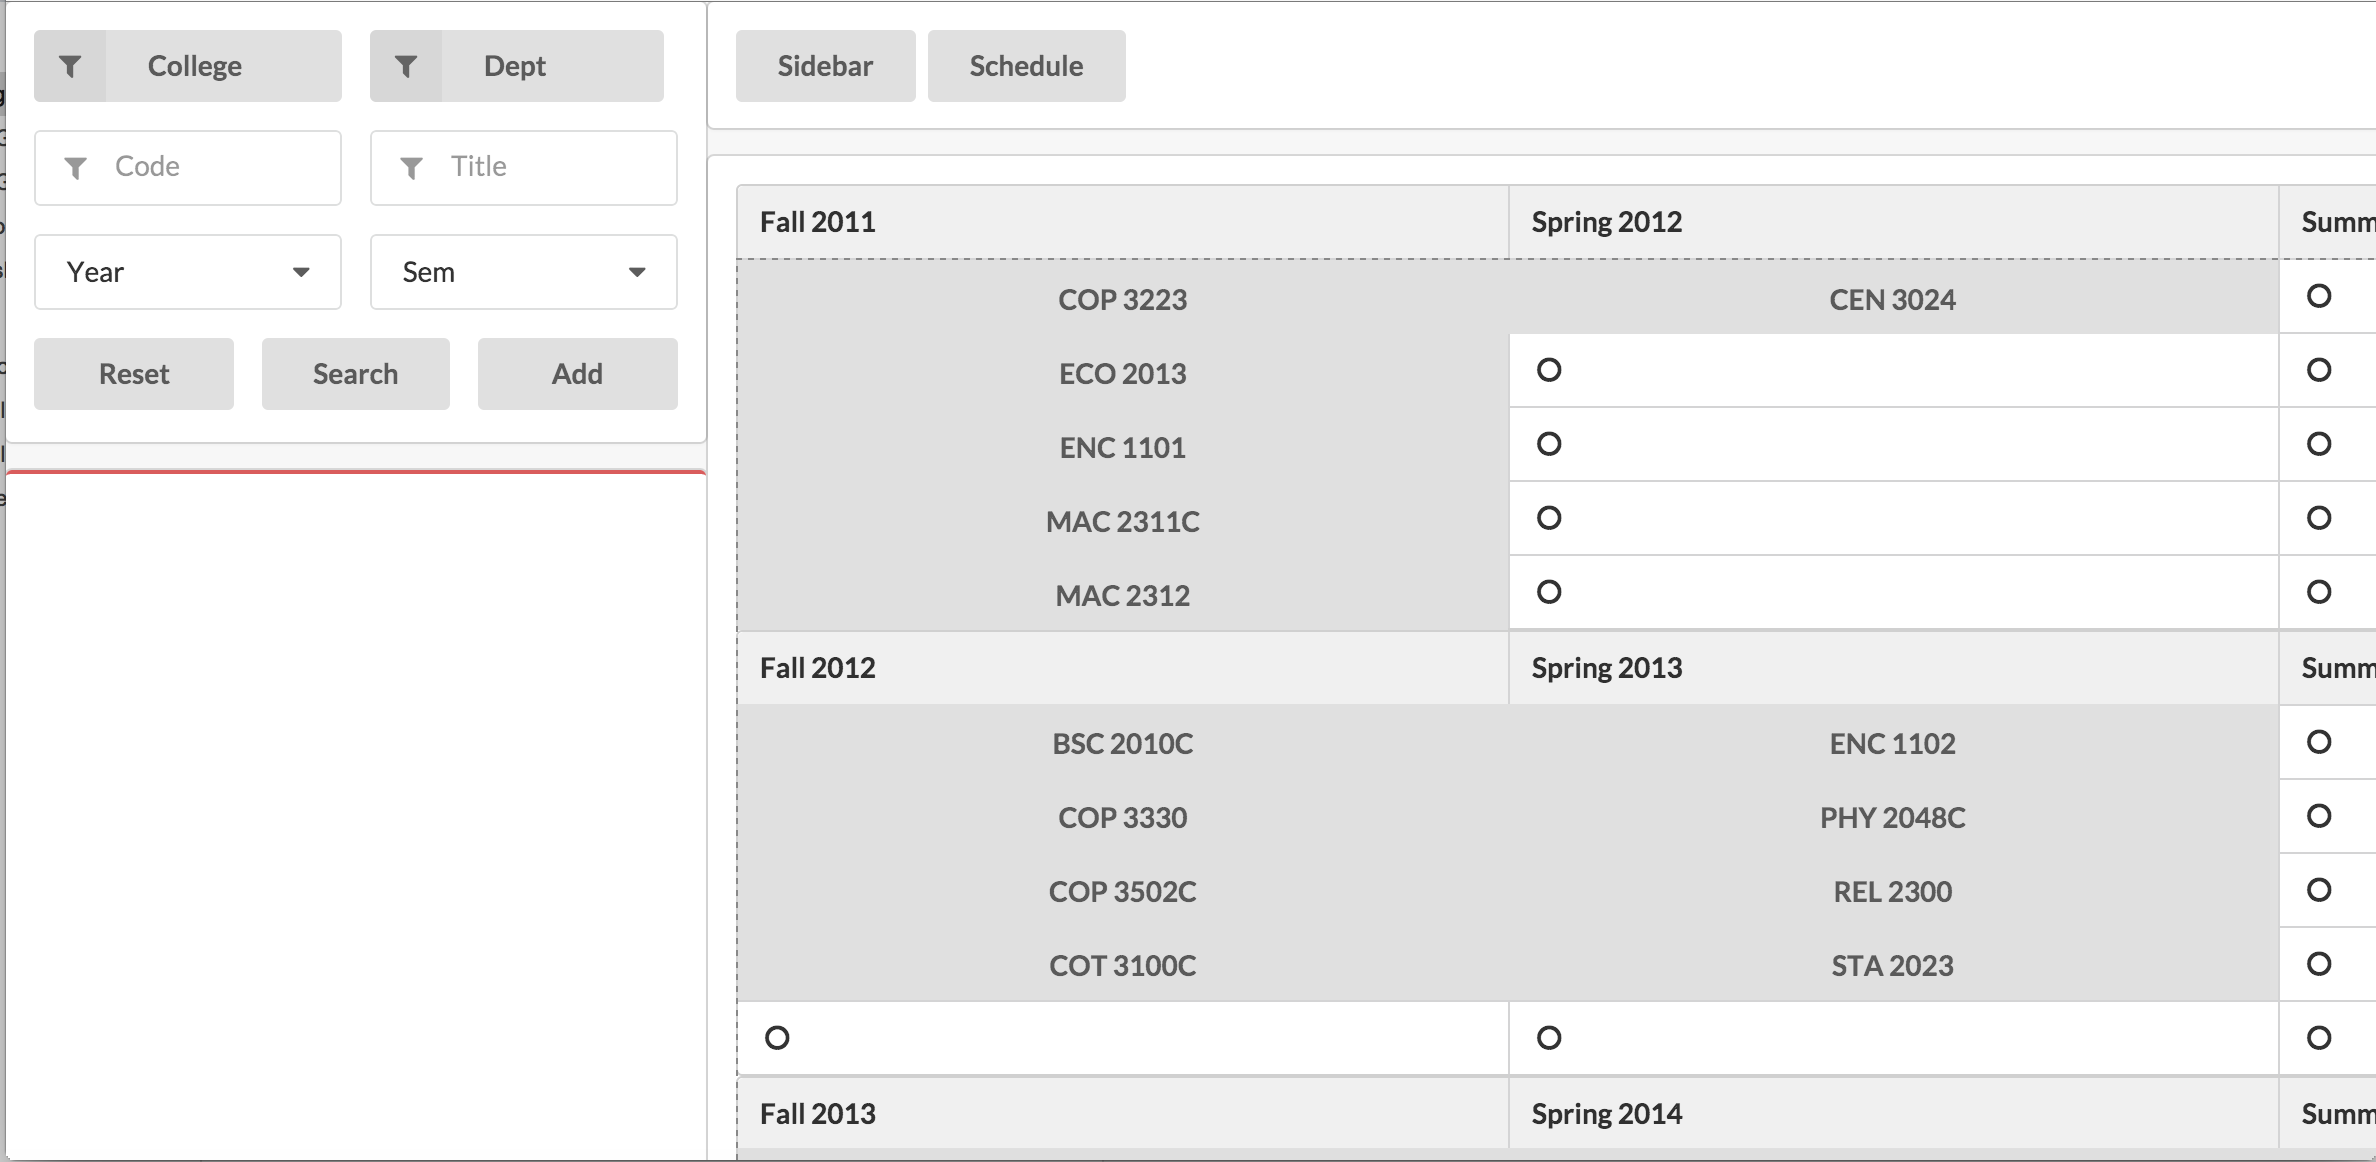 College
Dept
Code
Title
Year
Sem
Reset
Search
Add
Sidebar
Schedule
Fall 2011
Spring 2012
Summ
COP 3223
CEN 3024
ECO 2013
ENC 1101
MAC 2311C
MAC 2312
Fall 2012
Spring 2013
Summ
BSC 2010C
ENC 1102
COP 3330
PHY 2048C
COP 3502C
REL 2300
COT 3100C
STA 2023
Fall 2013
Spring 2014
Summ